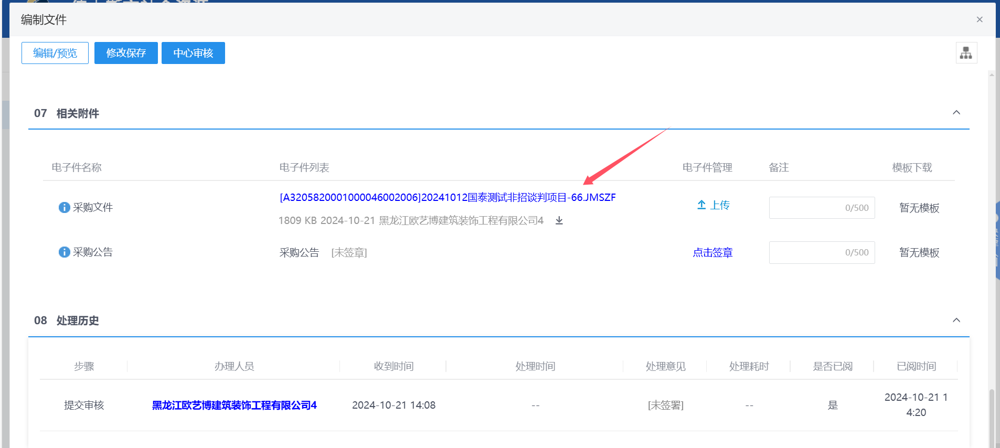 编制文件
编辑/预览 修改保存 中心审核
07 相关附件
电子件名称 电子件列表 电子件管理 备注 模板下载
采购文件 [A3205820001000046002006]20241012国泰测试非招谈判项目-66.JMSZF 上传 0/500 暂无模板
1809 KB 2024-10-21 黑龙江欧艺博建筑装饰工程有限公司4
采购公告 采购公告 [未签章] 点击签章 0/500 暂无模板
08 处理历史
步骤 办理人员 收到时间 处理时间 处理意见 处理耗时 是否已阅 已阅时间
提交审核 黑龙江欧艺博建筑装饰工程有限公司4 2024-10-21 14:08 -- [未签署] -- 是 2024-10-21 1
4:20